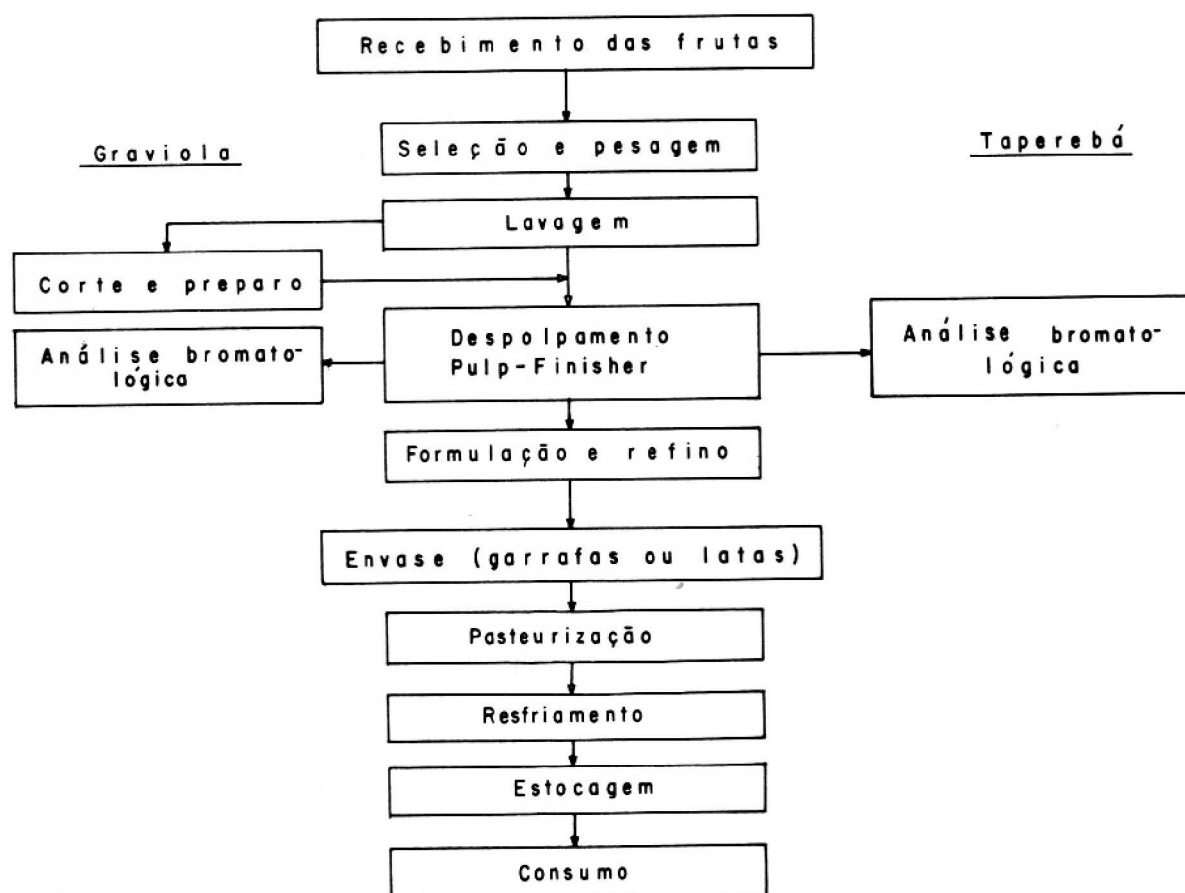 Recebimento das frutas
Seleção e pesagem
Graviola
Taperebá
Lavagem
Corte e preparo
Despolpamento
Pulp-Finisher
Análise bromato-
lógica
Análise bromato-
lógica
Formulação e refino
Envase (garrafas ou latas)
Pasteurização
Resfriamento
Estocagem
Consumo